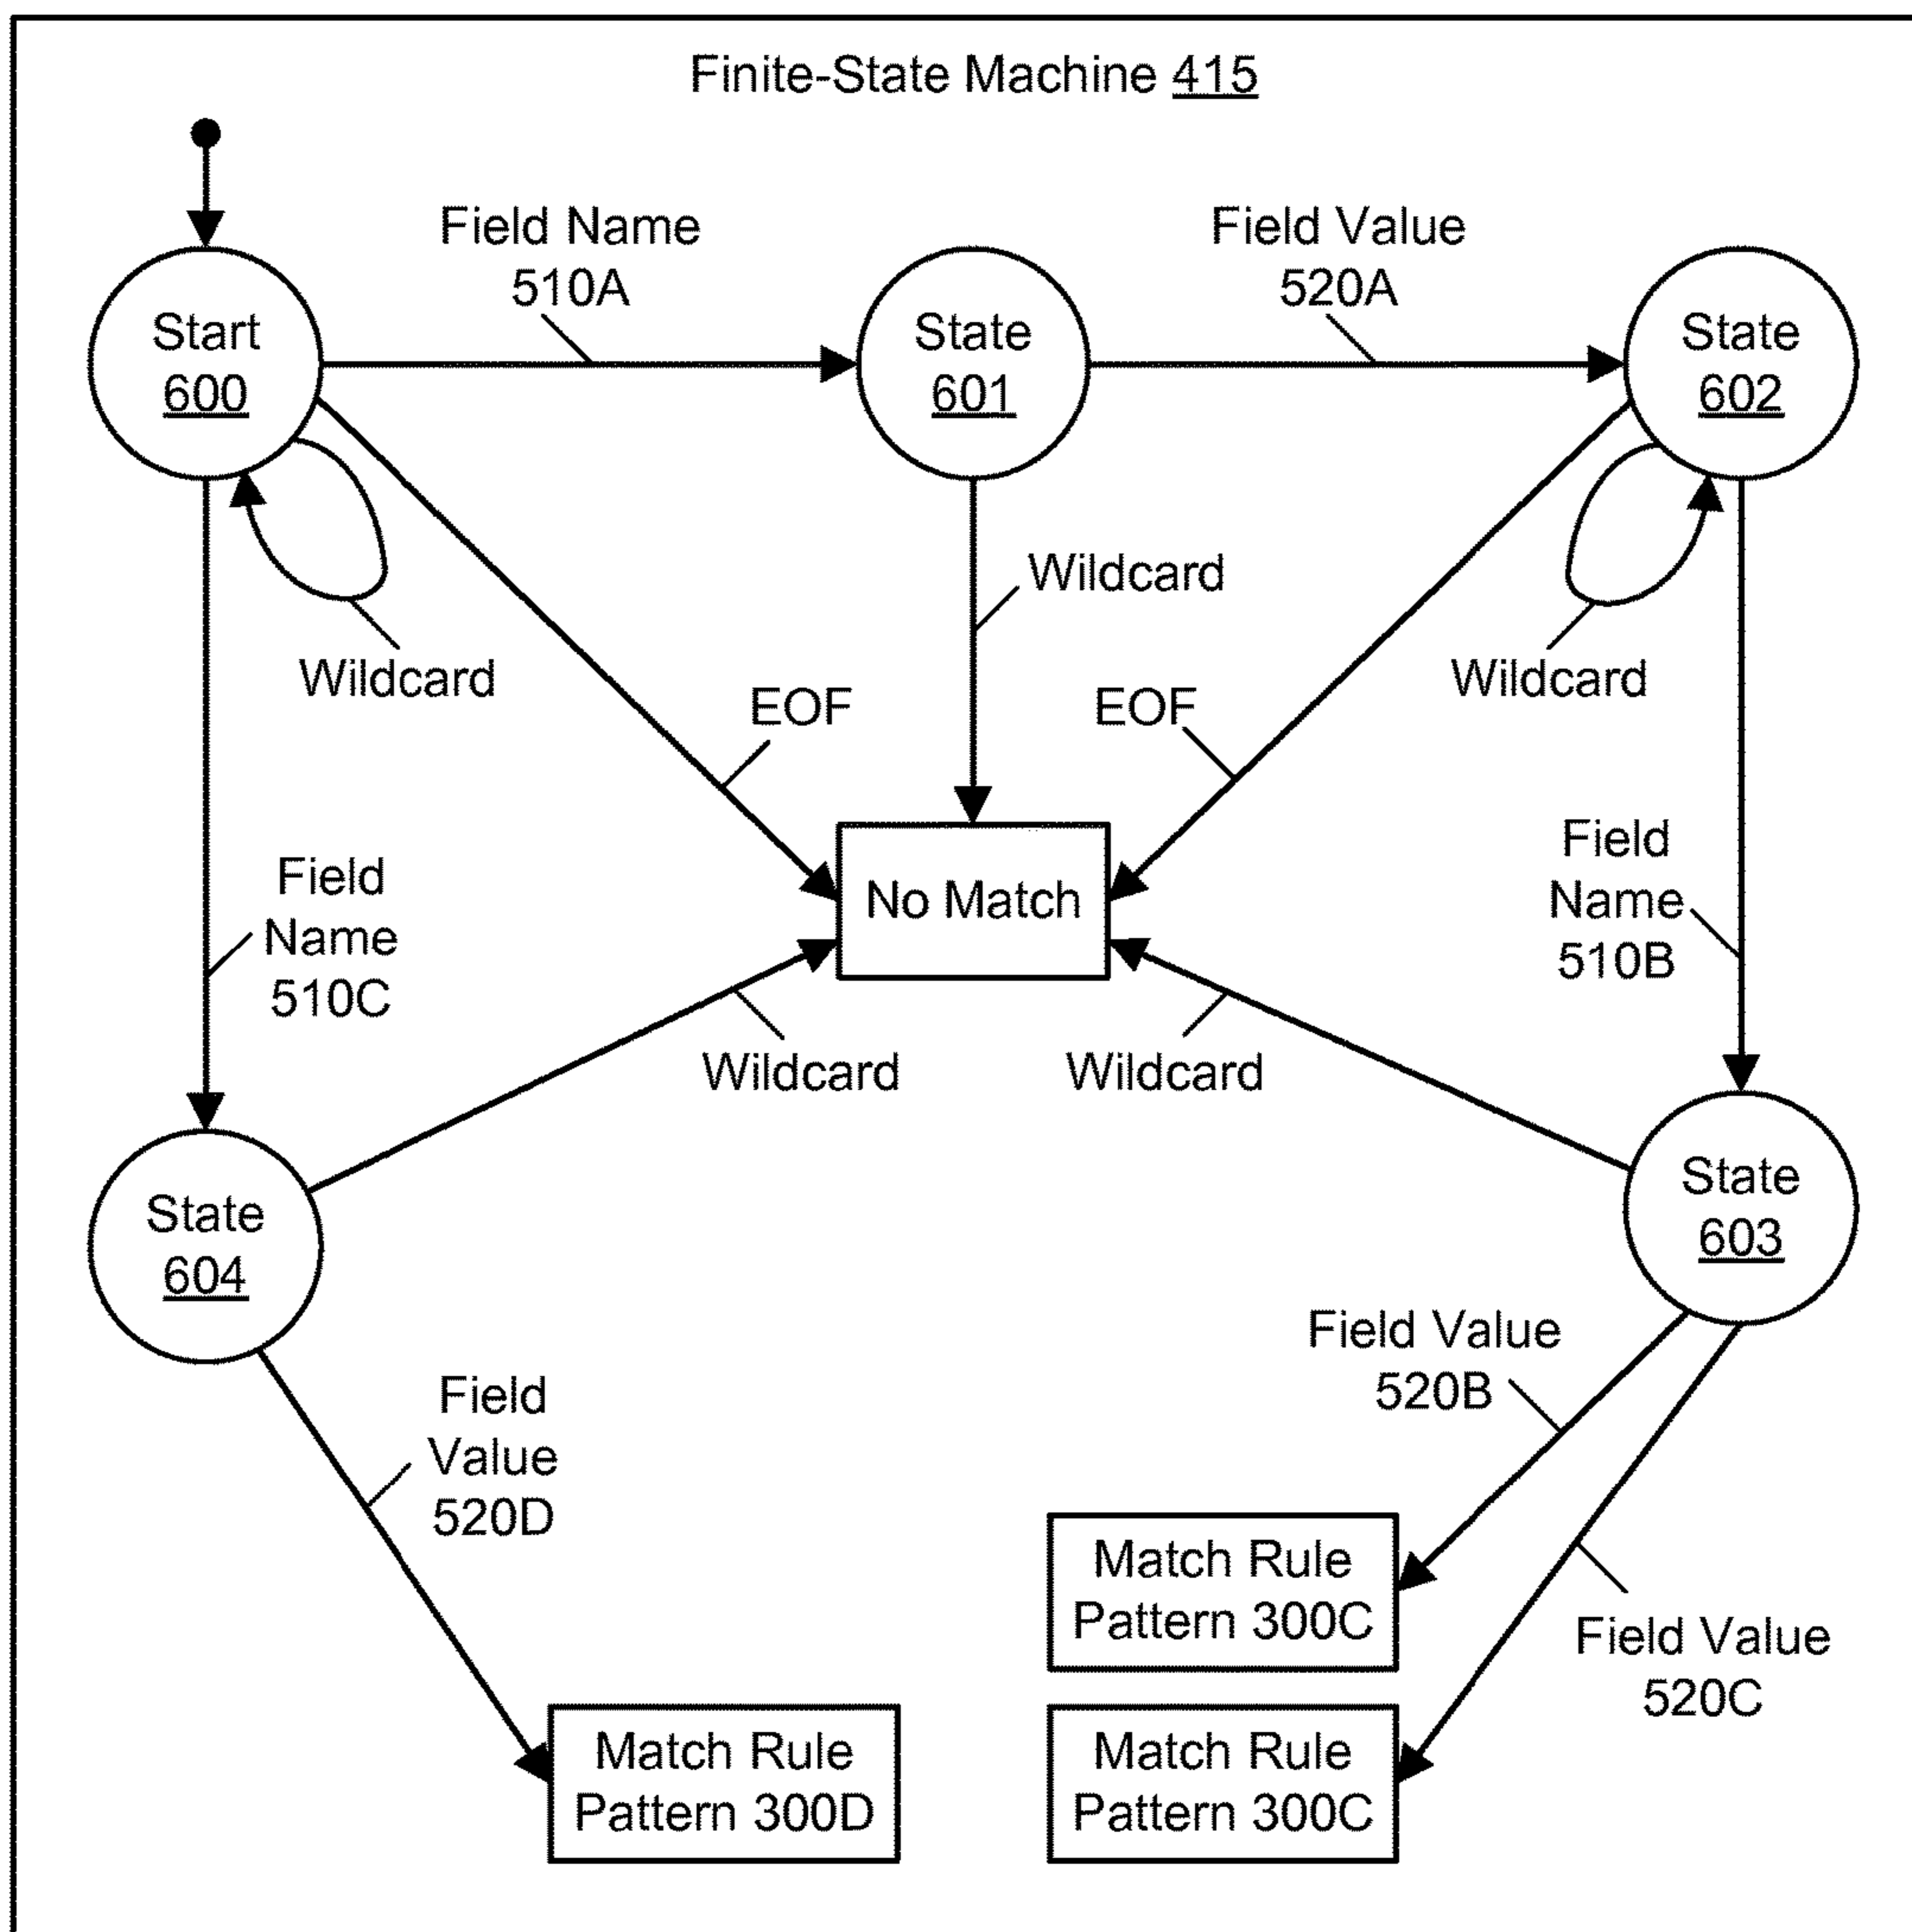 Finite-State Machine 415
Field Name
510A
Field Value
520A
Start
600
State
601
State
602
Wildcard
Wildcard
Wildcard
EOF
EOF
Field
Name
510C
No Match
Field
Name
510B
Wildcard
Wildcard
State
604
State
603
Field Value
520B
Field
Value
520D
Match Rule
Pattern 300C
Field Value
520C
Match Rule
Pattern 300D
Match Rule
Pattern 300C